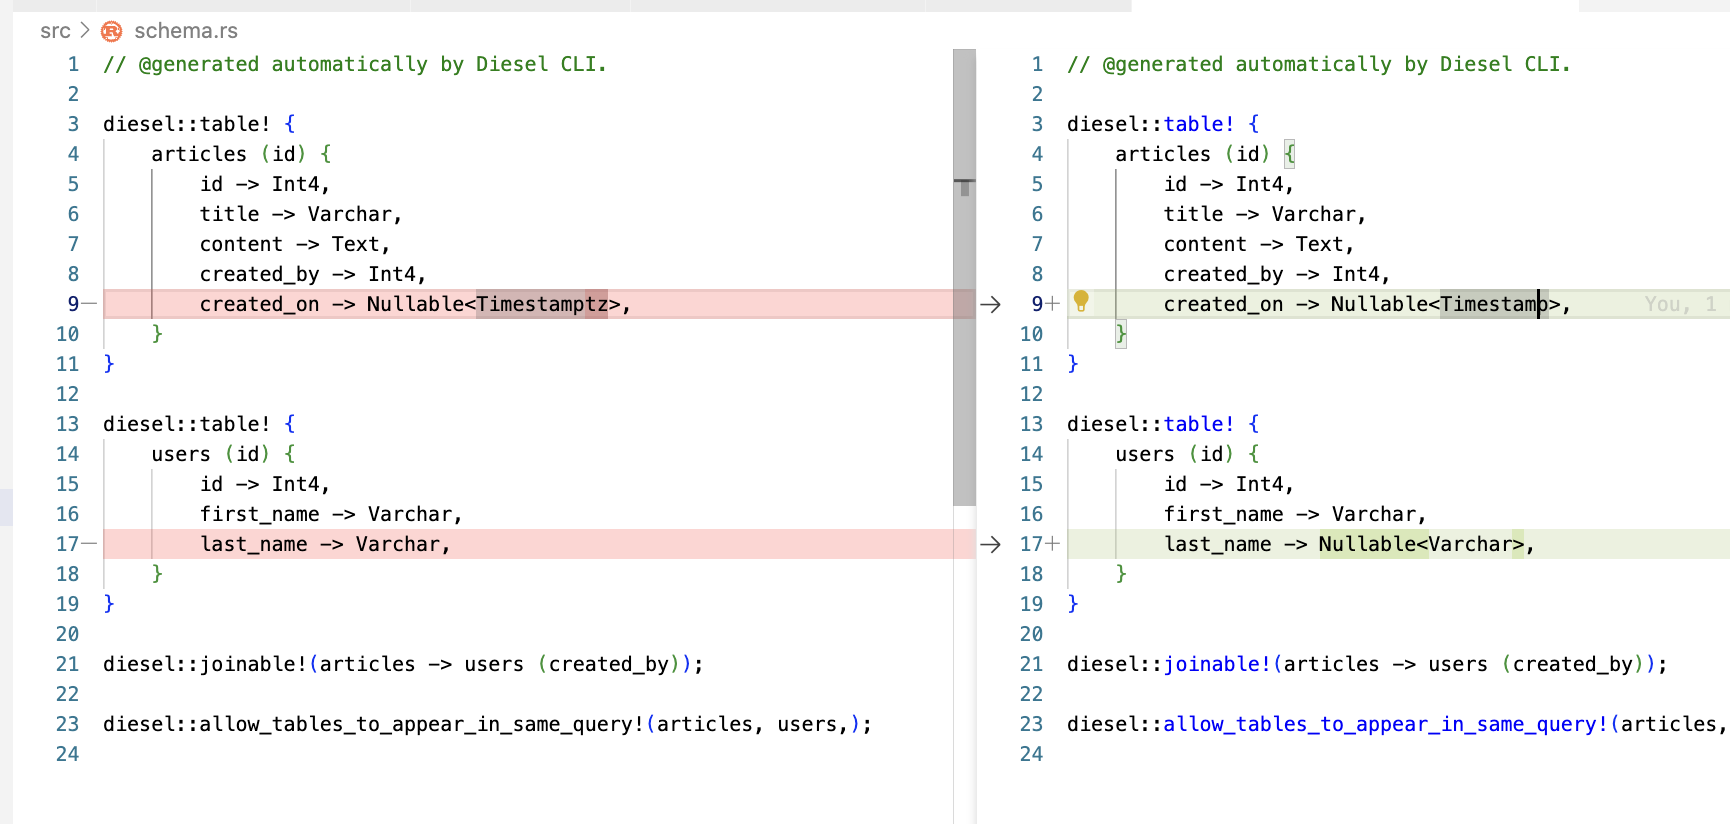 src > schema.rs
1 // @generated automatically by Diesel CLI.
2
3 diesel::table! {
4 articles (id) {
5 id -> Int4,
6 title -> Varchar,
7 content -> Text,
8 created_by -> Int4,
9— created_on -> Nullable<Timestamptz>,
10 }
11 }
12
13 diesel::table! {
14 users (id) {
15 id -> Int4,
16 first_name -> Varchar,
17— last_name -> Varchar,
18 }
19 }
20
21 diesel::joinable!(articles -> users (created_by));
22
23 diesel::allow_tables_to_appear_in_same_query!(articles, users,);
24
1 // @generated automatically by Diesel CLI.
2
3 diesel::table! {
4 articles (id) {
5 id -> Int4,
6 title -> Varchar,
7 content -> Text,
8 created_by -> Int4,
9+ created_on -> Nullable<Timestamp>, You, 1
10 }
11 }
12
13 diesel::table! {
14 users (id) {
15 id -> Int4,
16 first_name -> Varchar,
17+ last_name -> Nullable<Varchar>,
18 }
19 }
20
21 diesel::joinable!(articles -> users (created_by));
22
23 diesel::allow_tables_to_appear_in_same_query!(articles,
24